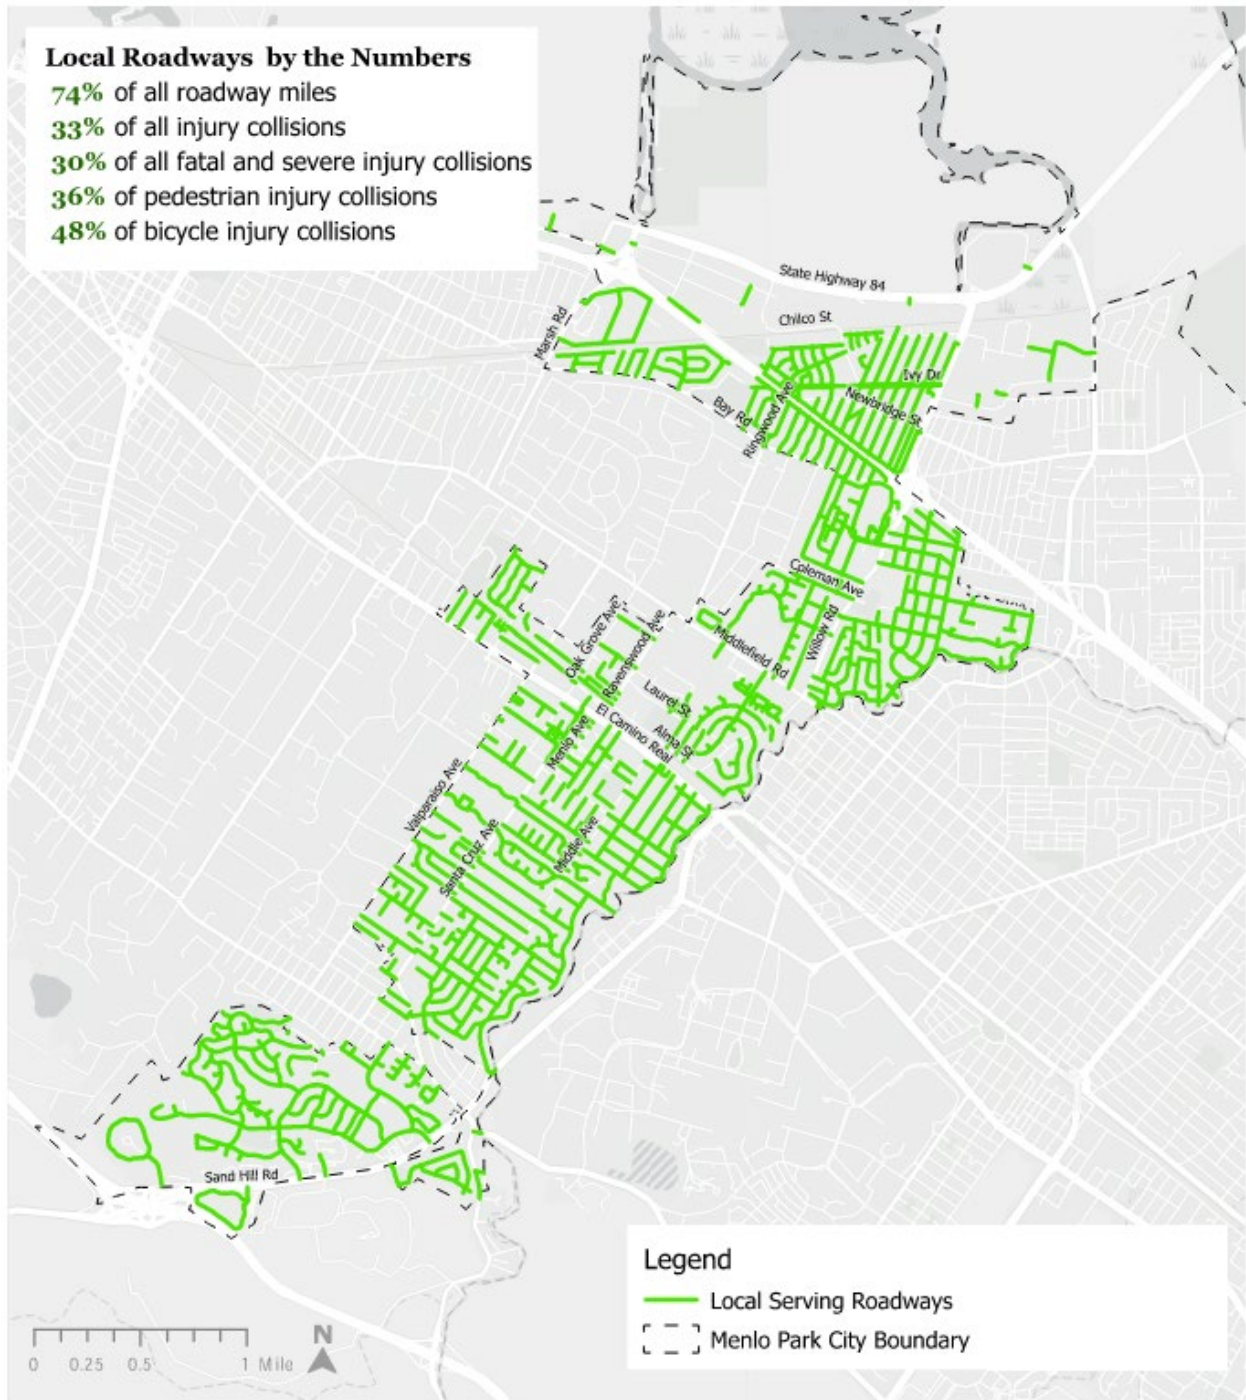 Local Roadways by the Numbers
74% of all roadway miles
33% of all injury collisions
30% of all fatal and severe injury collisions
36% of pedestrian injury collisions
48% of bicycle injury collisions
State Highway 84
Chilco St
Marsh Rd
Ivy Dr
Newbridge St
Bay Rd
Ringwood Ave
Coleman Ave
Oak Grove Ave
Ravenswood Ave
Middlefield Rd
Willow Rd
Laurel St
El Camino Real
Alma St
Menlo Ave
Valparaiso Ave
Santa Cruz Ave
Middle Ave
Sand Hill Rd
Legend
Local Serving Roadways
Menlo Park City Boundary
N
0 0.25 0.5 1 Mile